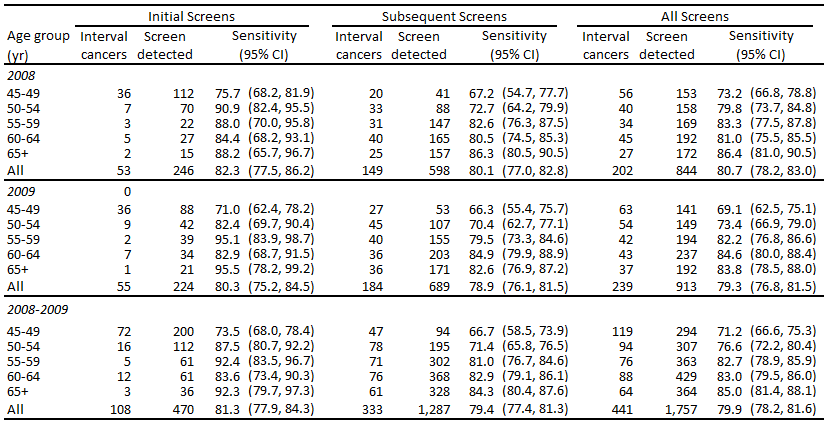 Initial Screens Subsequent Screens All Screens
Age group Interval Screen Sensitivity Interval Screen Sensitivity Interval Screen Sensitivity
(yr) cancers detected (95% CI) cancers detected (95% CI) cancers detected (95% CI)
2008
45-49 36 112 75.7 (68.2, 81.9) 20 41 67.2 (54.7, 77.7) 56 153 73.2 (66.8, 78.8)
50-54 7 70 90.9 (82.4, 95.5) 33 88 72.7 (64.2, 79.9) 40 158 79.8 (73.7, 84.8)
55-59 3 22 88.0 (70.0, 95.8) 31 147 82.6 (76.3, 87.5) 34 169 83.3 (77.5, 87.8)
60-64 5 27 84.4 (68.2, 93.1) 40 165 80.5 (74.5, 85.3) 45 192 81.0 (75.5, 85.5)
65+ 2 15 88.2 (65.7, 96.7) 25 157 86.3 (80.5, 90.5) 27 172 86.4 (81.0, 90.5)
All 53 246 82.3 (77.5, 86.2) 149 598 80.1 (77.0, 82.8) 202 844 80.7 (78.2, 83.0)
2009 0
45-49 36 88 71.0 (62.4, 78.2) 27 53 66.3 (55.4, 75.7) 63 141 69.1 (62.5, 75.1)
50-54 9 42 82.4 (69.7, 90.4) 45 107 70.4 (62.7, 77.1) 54 149 73.4 (66.9, 79.0)
55-59 2 39 95.1 (83.9, 98.7) 40 155 79.5 (73.3, 84.6) 42 194 82.2 (76.8, 86.6)
60-64 7 34 82.9 (68.7, 91.5) 36 203 84.9 (79.9, 88.9) 43 237 84.6 (80.0, 88.4)
65+ 1 21 95.5 (78.2, 99.2) 36 171 82.6 (76.9, 87.2) 37 192 83.8 (78.5, 88.0)
All 55 224 80.3 (75.2, 84.5) 184 689 78.9 (76.1, 81.5) 239 913 79.3 (76.8, 81.5)
2008-2009
45-49 72 200 73.5 (68.0, 78.4) 47 94 66.7 (58.5, 73.9) 119 294 71.2 (66.6, 75.3)
50-54 16 112 87.5 (80.7, 92.2) 78 195 71.4 (65.8, 76.5) 94 307 76.6 (72.2, 80.4)
55-59 5 61 92.4 (83.5, 96.7) 71 302 81.0 (76.7, 84.6) 76 363 82.7 (78.9, 85.9)
60-64 12 61 83.6 (73.4, 90.3) 76 368 82.9 (79.1, 86.1) 88 429 83.0 (79.5, 86.0)
65+ 3 36 92.3 (79.7, 97.3) 61 328 84.3 (80.4, 87.6) 64 364 85.0 (81.4, 88.1)
All 108 470 81.3 (77.9, 84.3) 333 1,287 79.4 (77.4, 81.3) 441 1,757 79.9 (78.2, 81.6)